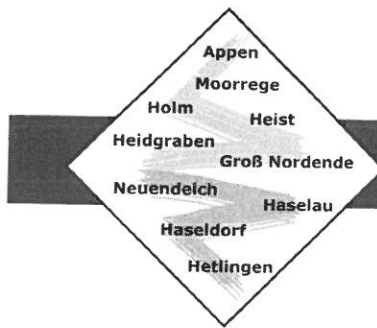 Appen
Moorrege
Holm
Heist
Heidgraben
Groß Nordende
Neuendeich
Haselau
Haseldorf
Hetlingen